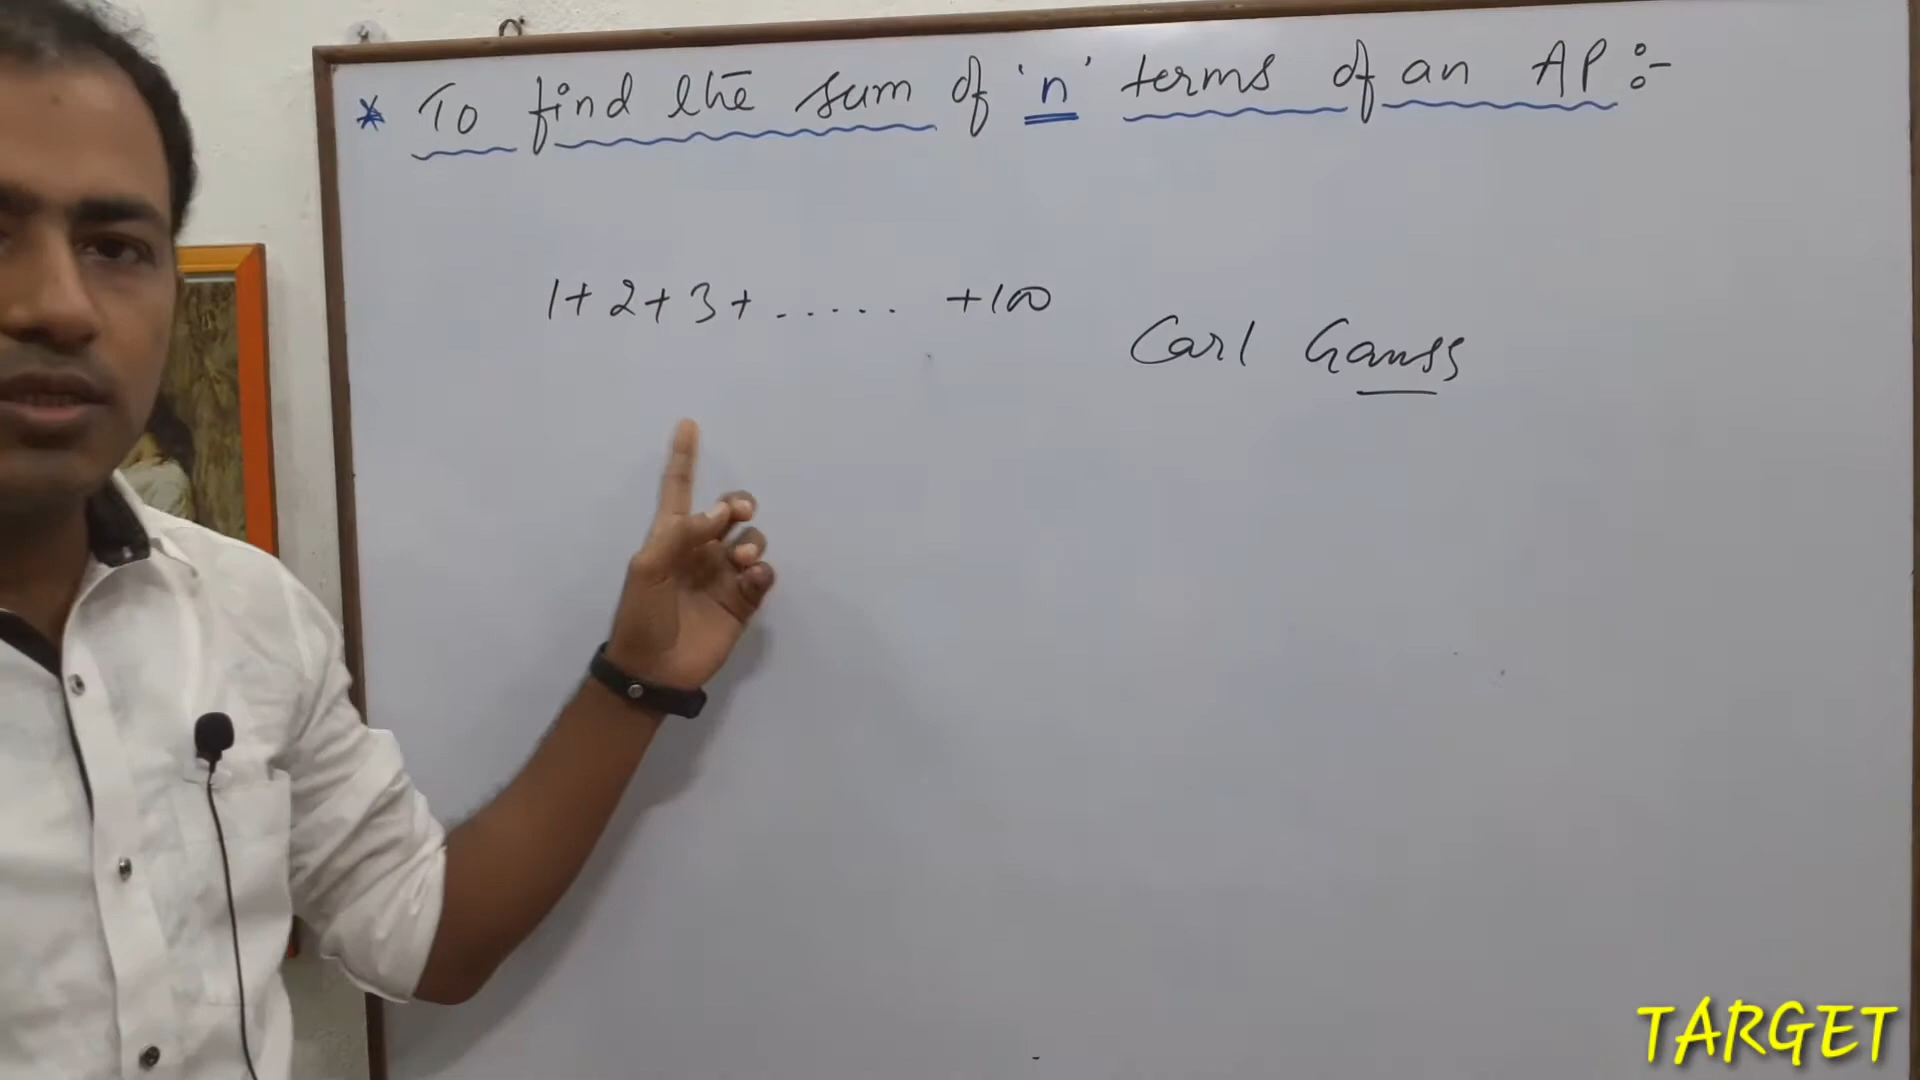 * To find the sum of 'n' terms of an AP :-
1+2+3+..... +100
Carl Gauss
TARGET